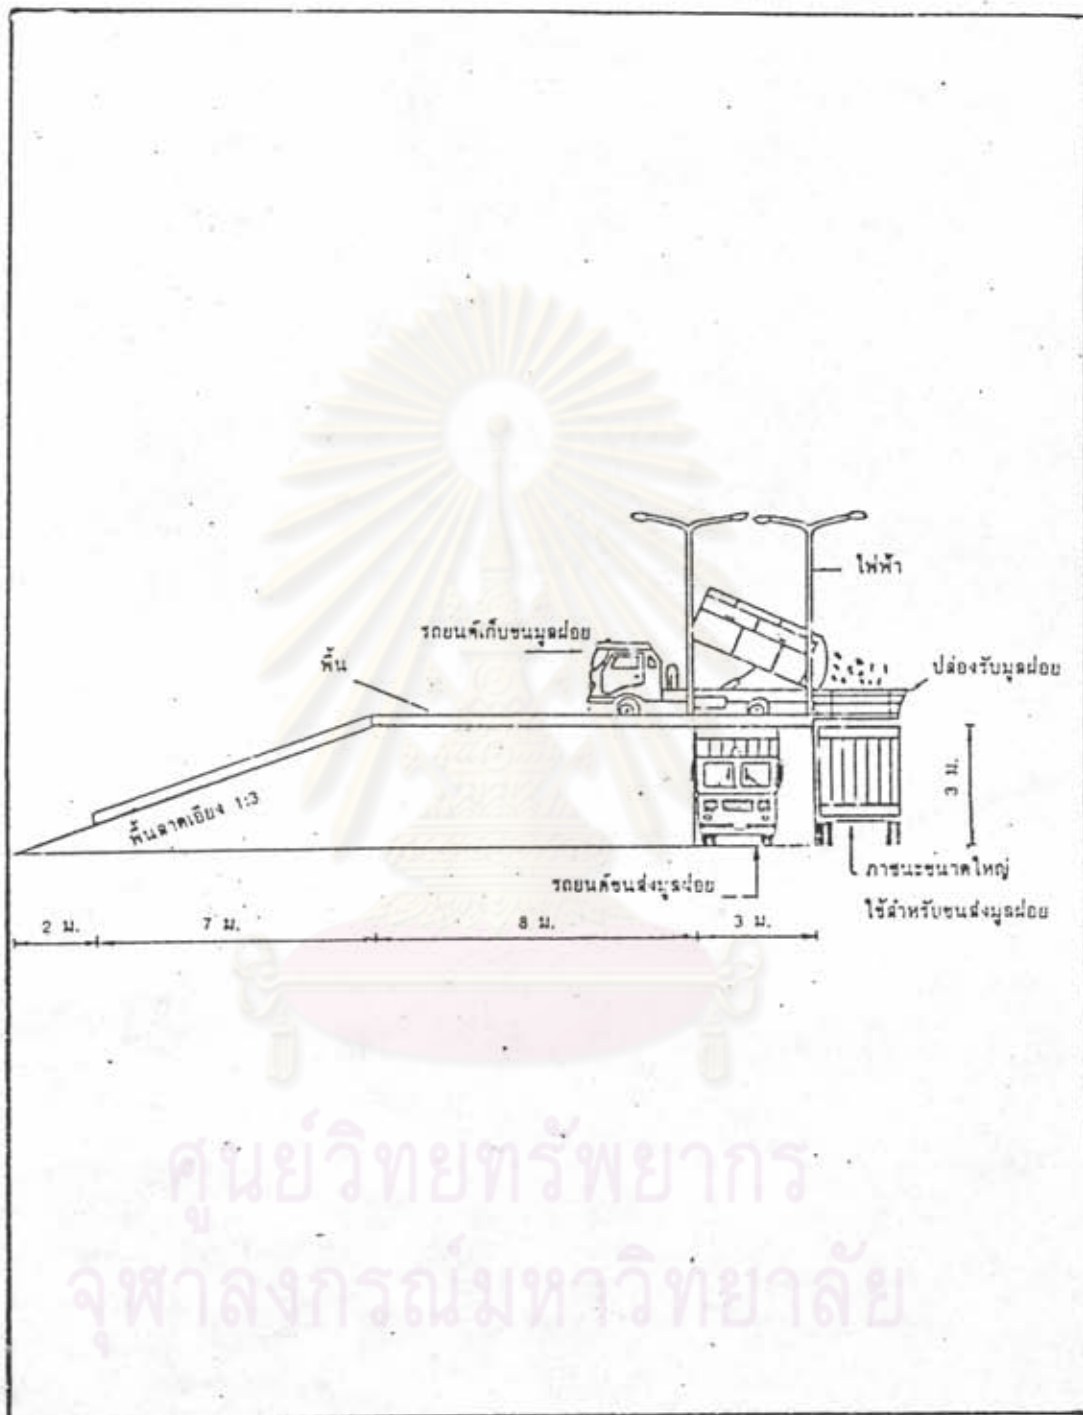 ไฟฟ้า
รถยนต์เก็บขนมูลฝอย
พื้น
ปล่องรับมูลฝอย
พื้นลาดเอียง 1:3
3 ม.
รถยนต์ขนส่งมูลฝอย
ภาชนะขนาดใหญ่
ใช้สำหรับขนส่งมูลฝอย
2 ม.
7 ม.
8 ม.
3 ม.
ศูนย์วิทยทรัพยากร
จุฬาลงกรณ์มหาวิทยาลัย